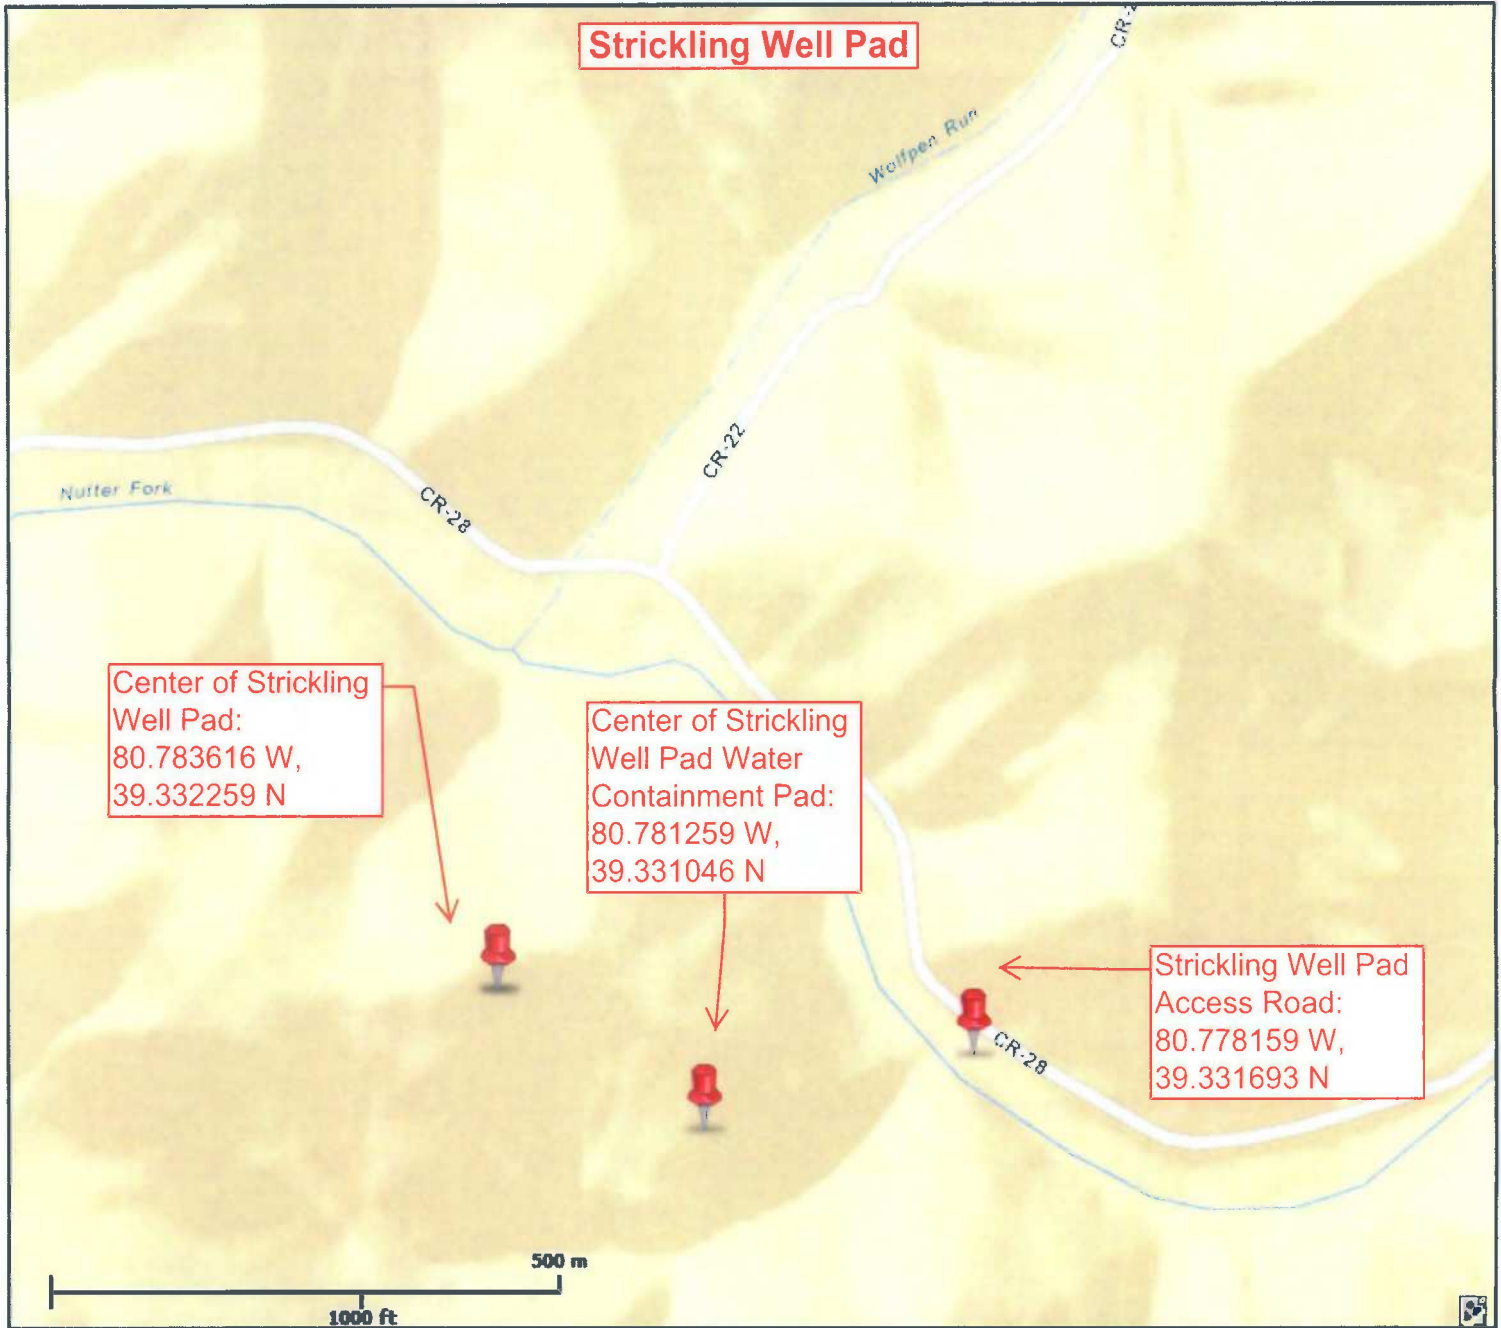 Strickling Well Pad
Wolfpen Run
CR-22
Nutter Fork
CR-28
Center of Strickling
Well Pad:
80.783616 W,
39.332259 N
Center of Strickling
Well Pad Water
Containment Pad:
80.781259 W,
39.331046 N
Strickling Well Pad
Access Road:
80.778159 W,
39.331693 N
CR-28
500 m
1000 ft